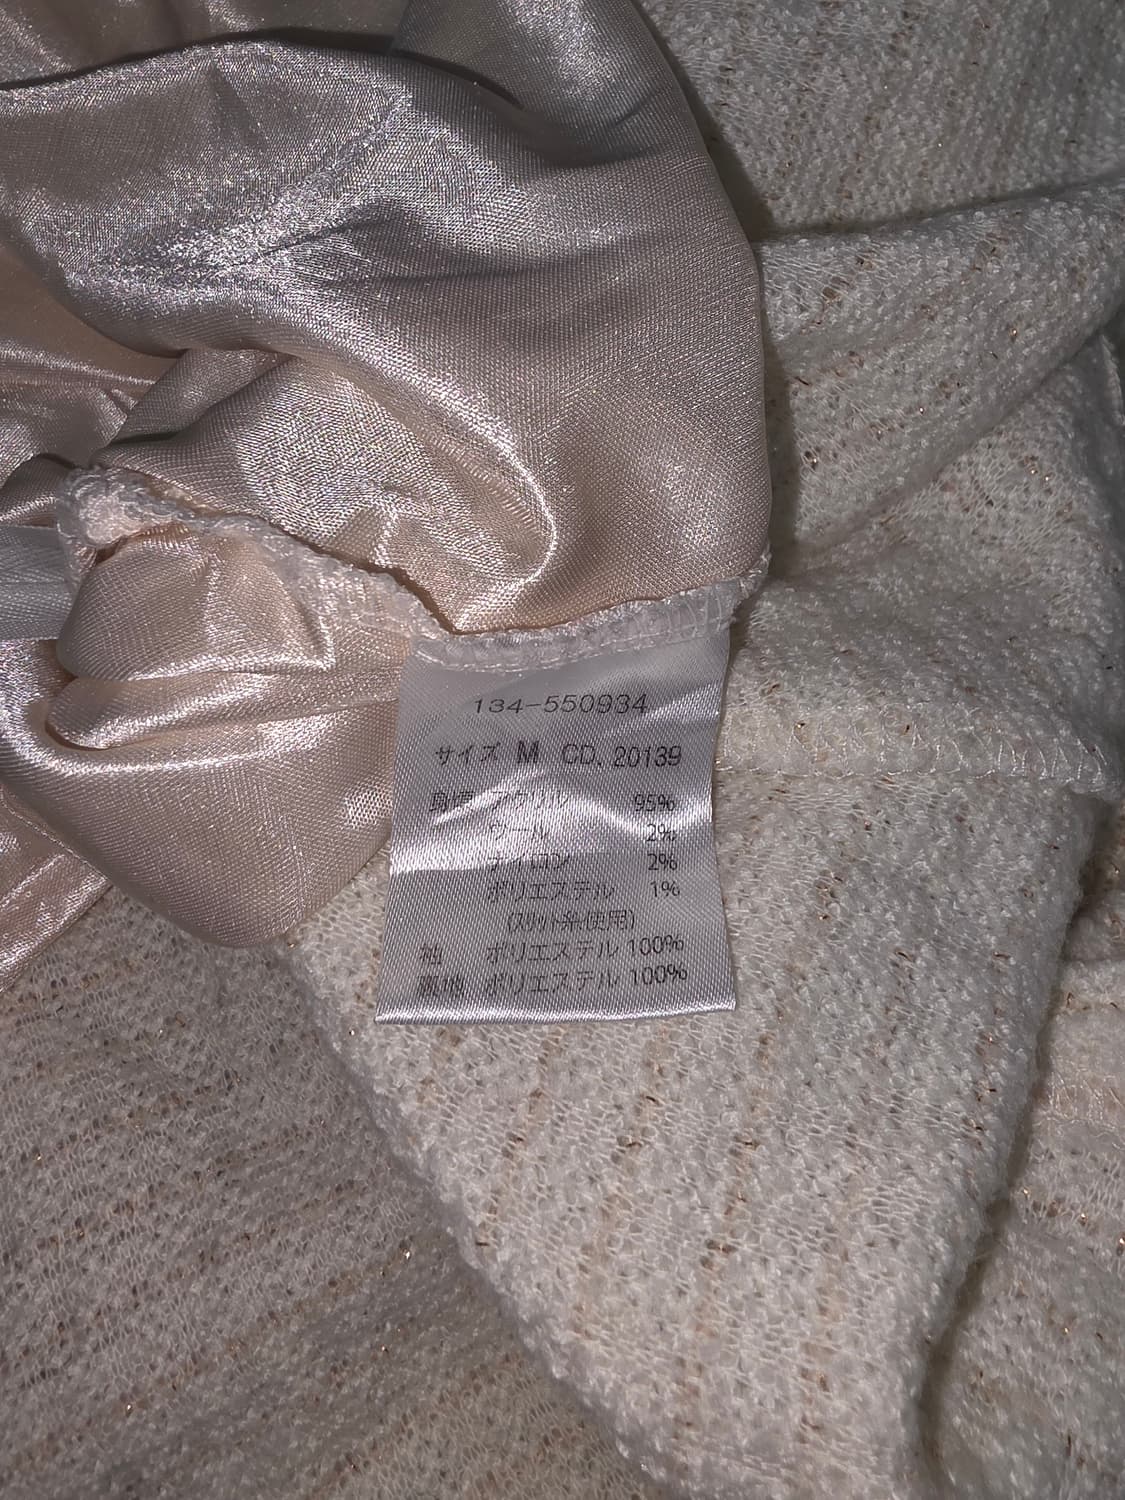 134-550934
サイズ M CD. 20139
身頃 アクリル 95%
ウール 2%
ナイロン 2%
ポリエステル 1%
(スリット糸使用)
袖 ポリエステル 100%
裏地 ポリエステル 100%